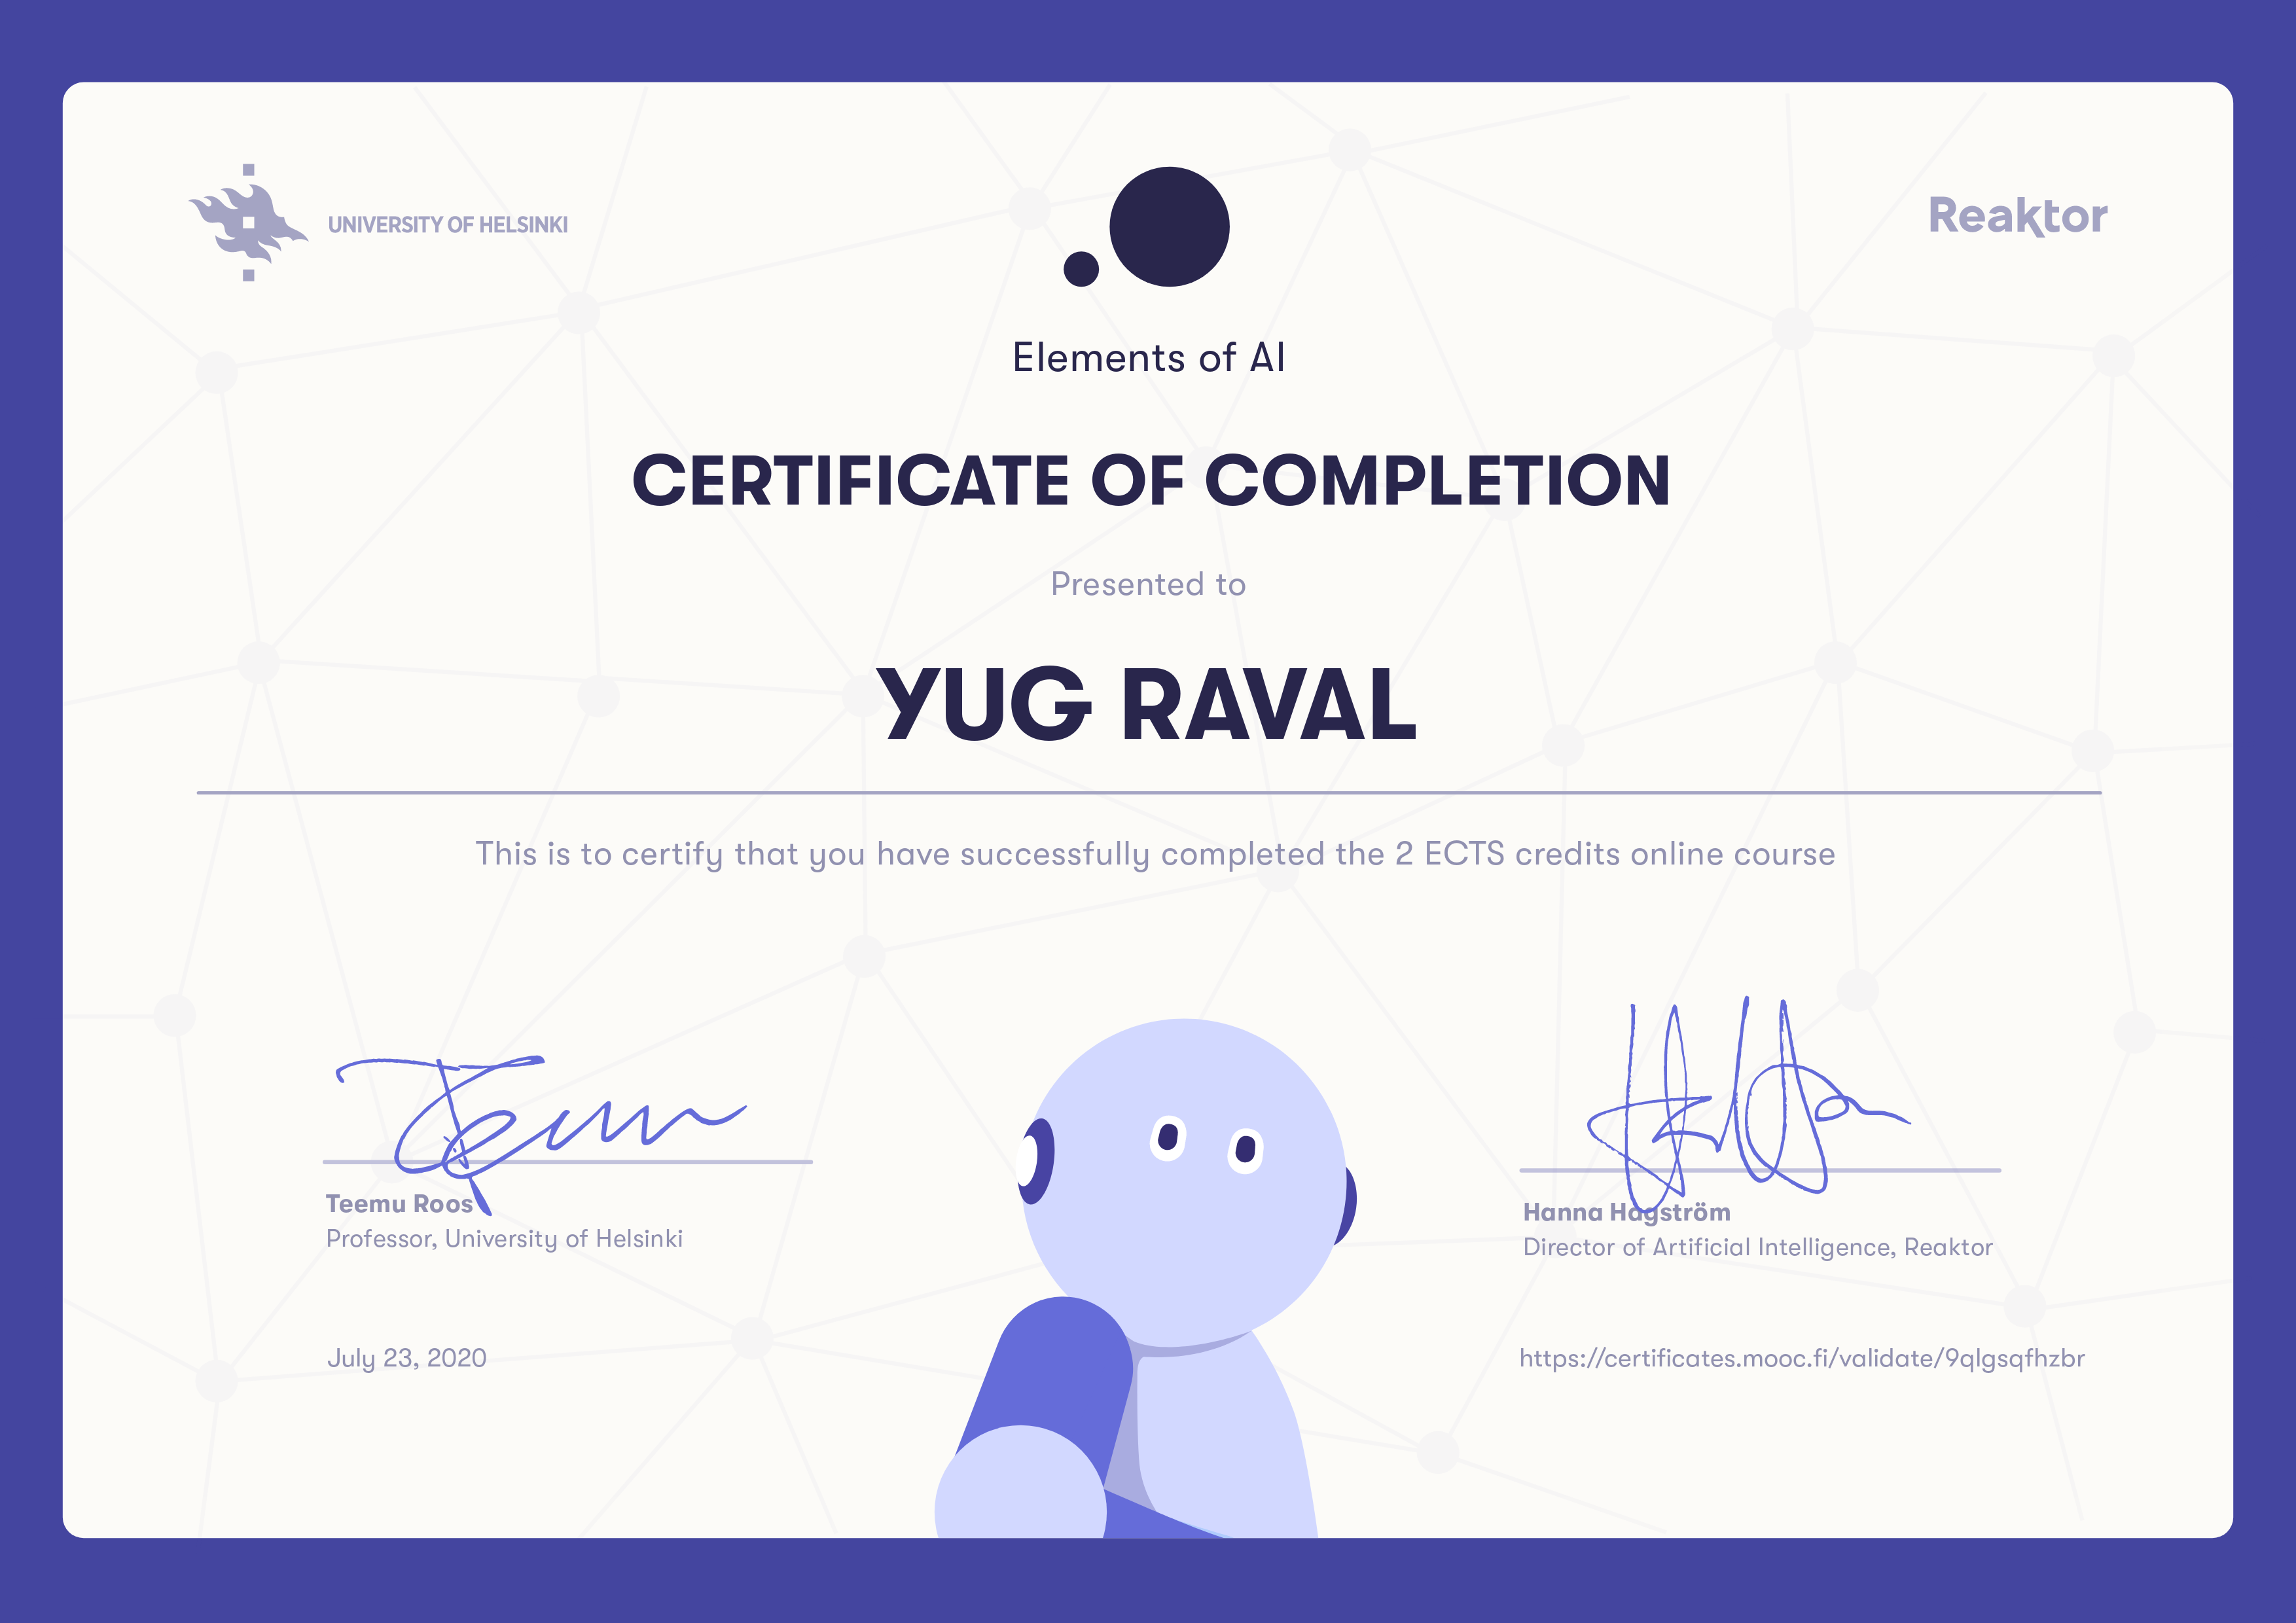 UNIVERSITY OF HELSINKI
Reaktor
Elements of AI
CERTIFICATE OF COMPLETION
Presented to
YUG RAVAL
This is to certify that you have successfully completed the 2 ECTS credits online course
Teemu Roos
Professor, University of Helsinki
Hanna Hagström
Director of Artificial Intelligence, Reaktor
July 23, 2020
https://certificates.mooc.fi/validate/9qlgsqfhzbr